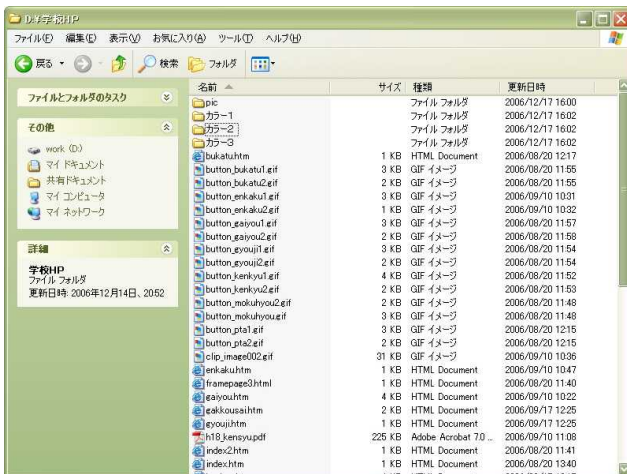 D:¥学校HP
ファイル(F) 編集(E) 表示(V) お気に入り(A) ツール(T) ヘルプ(H)
戻る 検索 フォルダ
ファイルとフォルダのタスク
その他
work (D:)
マイ ドキュメント
共有ドキュメント
マイ コンピュータ
マイ ネットワーク
詳細
学校HP
ファイル フォルダ
更新日時: 2006年12月14日、20:52
名前 サイズ 種類 更新日時
pic ファイル フォルダ 2006/12/17 16:00
カラー1 ファイル フォルダ 2006/12/17 16:02
カラー2 ファイル フォルダ 2006/12/17 16:02
カラー3 ファイル フォルダ 2006/12/17 16:02
bukatu.htm 1 KB HTML Document 2006/08/20 12:17
button_bukatu1.gif 3 KB GIF イメージ 2006/08/20 11:55
button_bukatu2.gif 2 KB GIF イメージ 2006/08/20 11:55
button_enkaku1.gif 3 KB GIF イメージ 2006/09/10 10:31
button_enkaku2.gif 1 KB GIF イメージ 2006/09/10 10:32
button_gaiyou1.gif 3 KB GIF イメージ 2006/08/20 11:57
button_gaiyou2.gif 2 KB GIF イメージ 2006/08/20 11:58
button_gyouji1.gif 3 KB GIF イメージ 2006/08/20 11:54
button_gyouji2.gif 2 KB GIF イメージ 2006/08/20 11:54
button_kenkyu1.gif 4 KB GIF イメージ 2006/08/20 11:52
button_kenkyu2.gif 2 KB GIF イメージ 2006/08/20 11:53
button_mokuhyou2.gif 2 KB GIF イメージ 2006/08/20 11:48
button_mokuhyou.gif 3 KB GIF イメージ 2006/08/20 11:48
button_pta1.gif 3 KB GIF イメージ 2006/08/20 12:15
button_pta2.gif 2 KB GIF イメージ 2006/08/20 12:15
clip_image002.gif 31 KB GIF イメージ 2006/09/10 10:36
enkaku.htm 1 KB HTML Document 2006/09/10 10:47
framepage3.html 1 KB HTML Document 2006/08/20 11:40
gaiyou.htm 4 KB HTML Document 2006/09/10 10:22
gakkousai.htm 2 KB HTML Document 2006/09/17 12:25
gyouji.htm 1 KB HTML Document 2006/09/17 12:25
h18_kensyu.pdf 225 KB Adobe Acrobat 7.0 ... 2006/09/10 11:08
index2.htm 1 KB HTML Document 2006/08/20 11:41
index.htm 1 KB HTML Document 2006/08/20 13:41